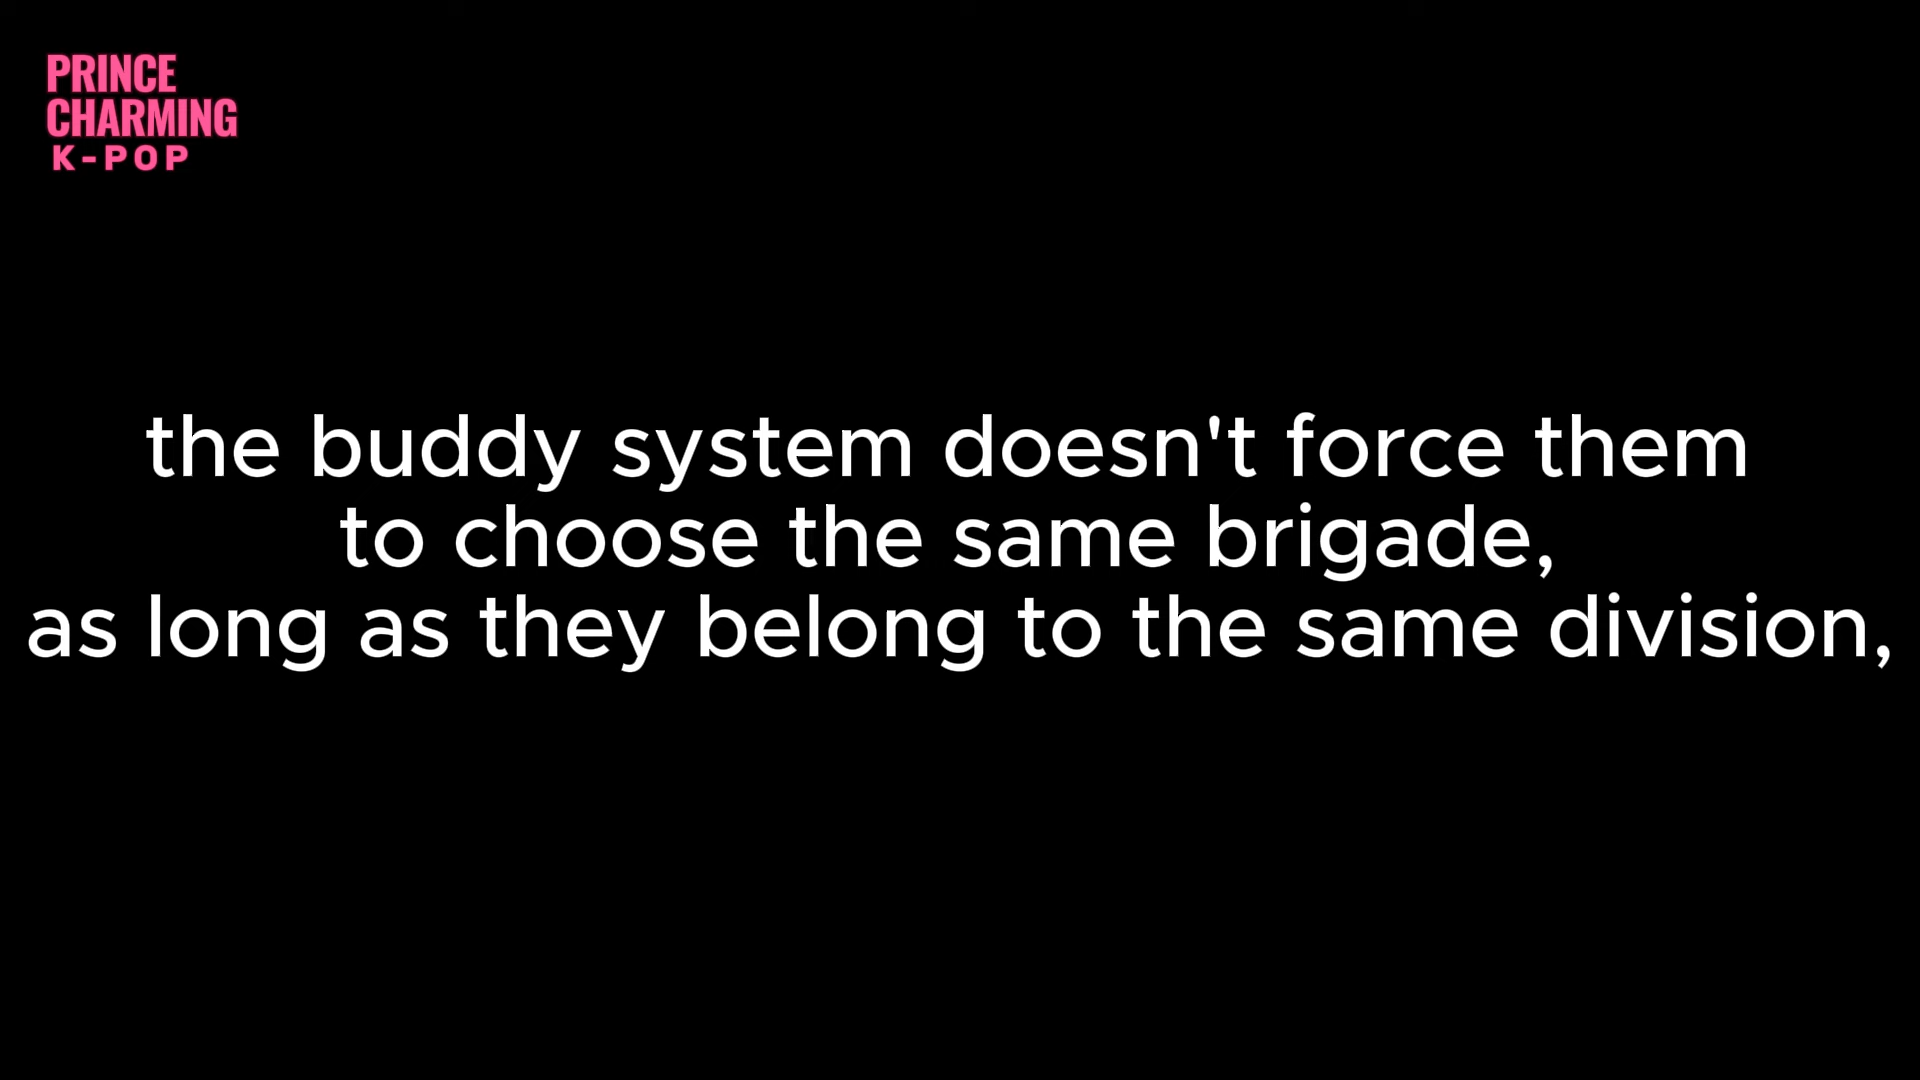 PRINCE
CHARMING
K-POP
the buddy system doesn't force them
to choose the same brigade,
as long as they belong to the same division,